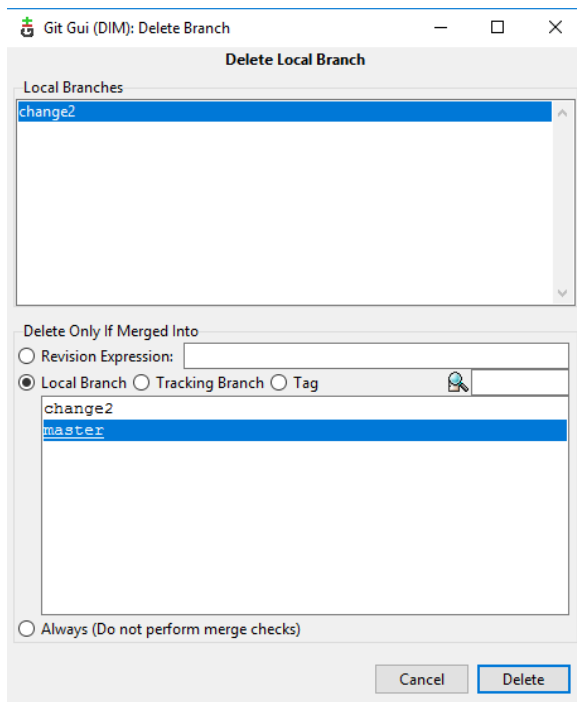 Git Gui (DIM): Delete Branch
Delete Local Branch
Local Branches
change2
Delete Only If Merged Into
Revision Expression:
Local Branch Tracking Branch Tag
change2
master
Always (Do not perform merge checks)
Cancel Delete